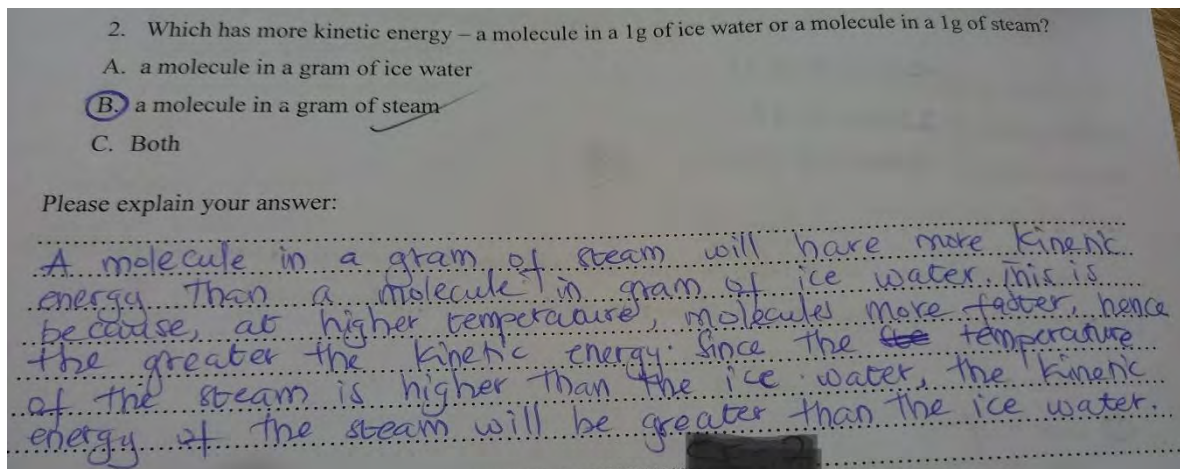 2. Which has more kinetic energy – a molecule in a 1g of ice water or a molecule in a 1g of steam?
A. a molecule in a gram of ice water
B. a molecule in a gram of steam
C. Both
Please explain your answer:
A molecule in a gram of steam will have more kinetic
energy than a molecule in gram of ice water. This is
because, at higher temperature, molecules move faster, hence
the greater the kinetic energy. Since the temperature
of the steam is higher than the ice water, the kinetic
energy of the steam will be greater than the ice water.